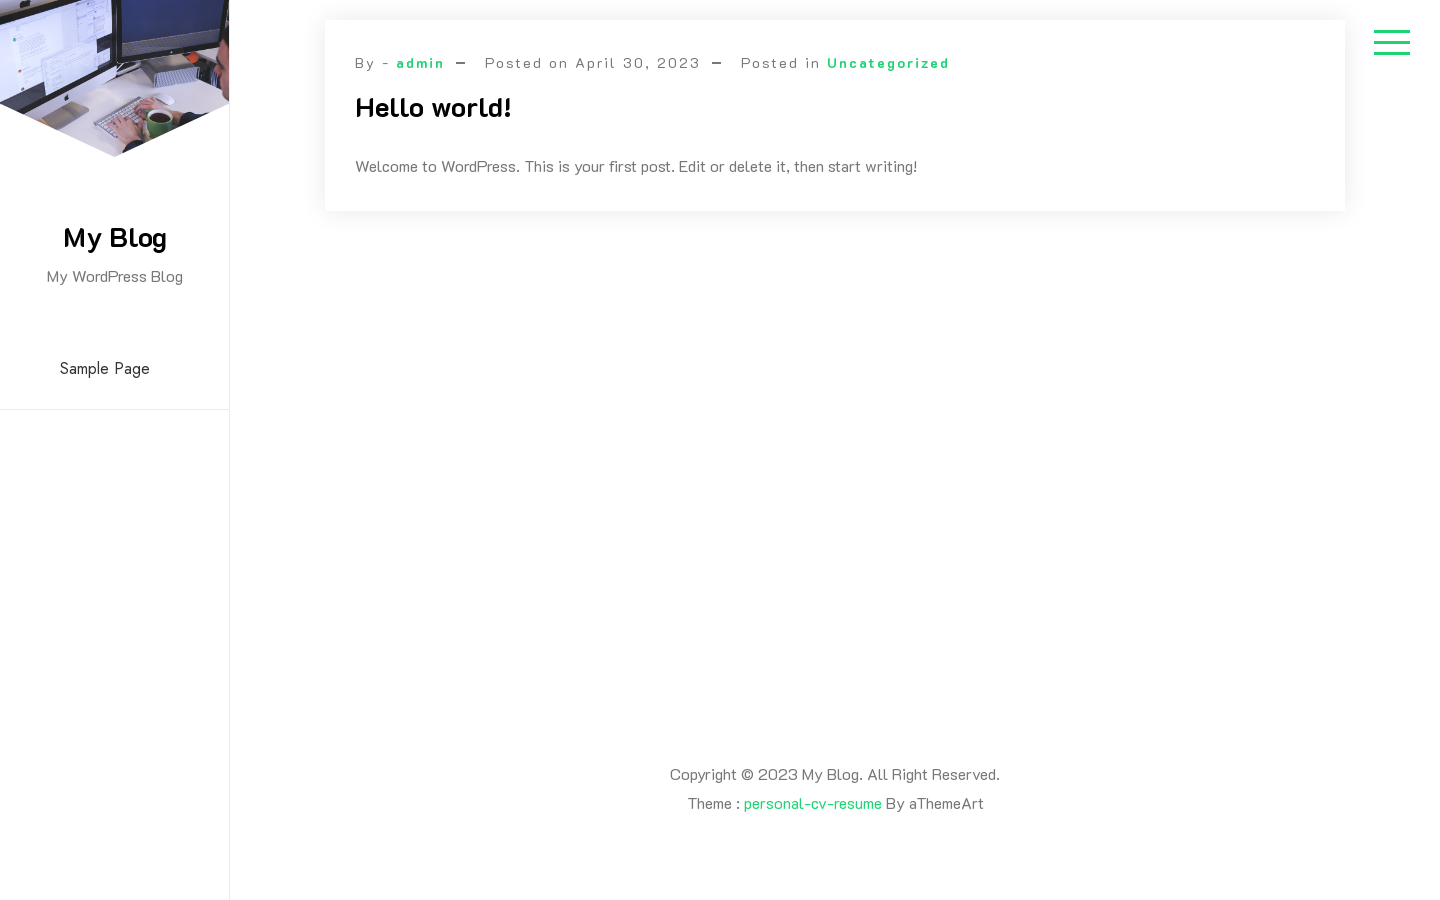 My Blog
My WordPress Blog
Sample Page
By - admin – Posted on April 30, 2023 – Posted in Uncategorized
Hello world!
Welcome to WordPress. This is your first post. Edit or delete it, then start writing!
Copyright © 2023 My Blog. All Right Reserved.
Theme : personal-cv-resume By aThemeArt